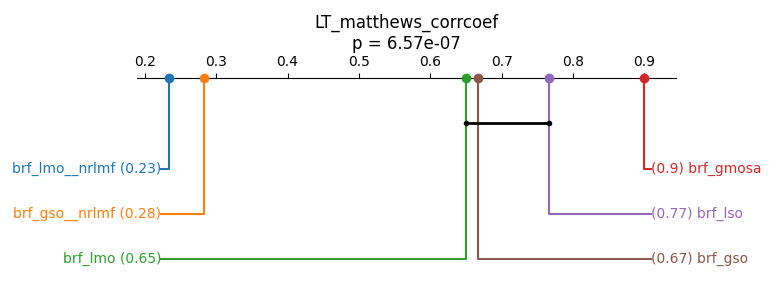 LT_matthews_corrcoef
p = 6.57e-07
0.2 0.3 0.4 0.5 0.6 0.7 0.8 0.9
brf_lmo__nrlmf (0.23) (0.9) brf_gmosa
brf_gso__nrlmf (0.28) (0.77) brf_lso
brf_lmo (0.65) (0.67) brf_gso